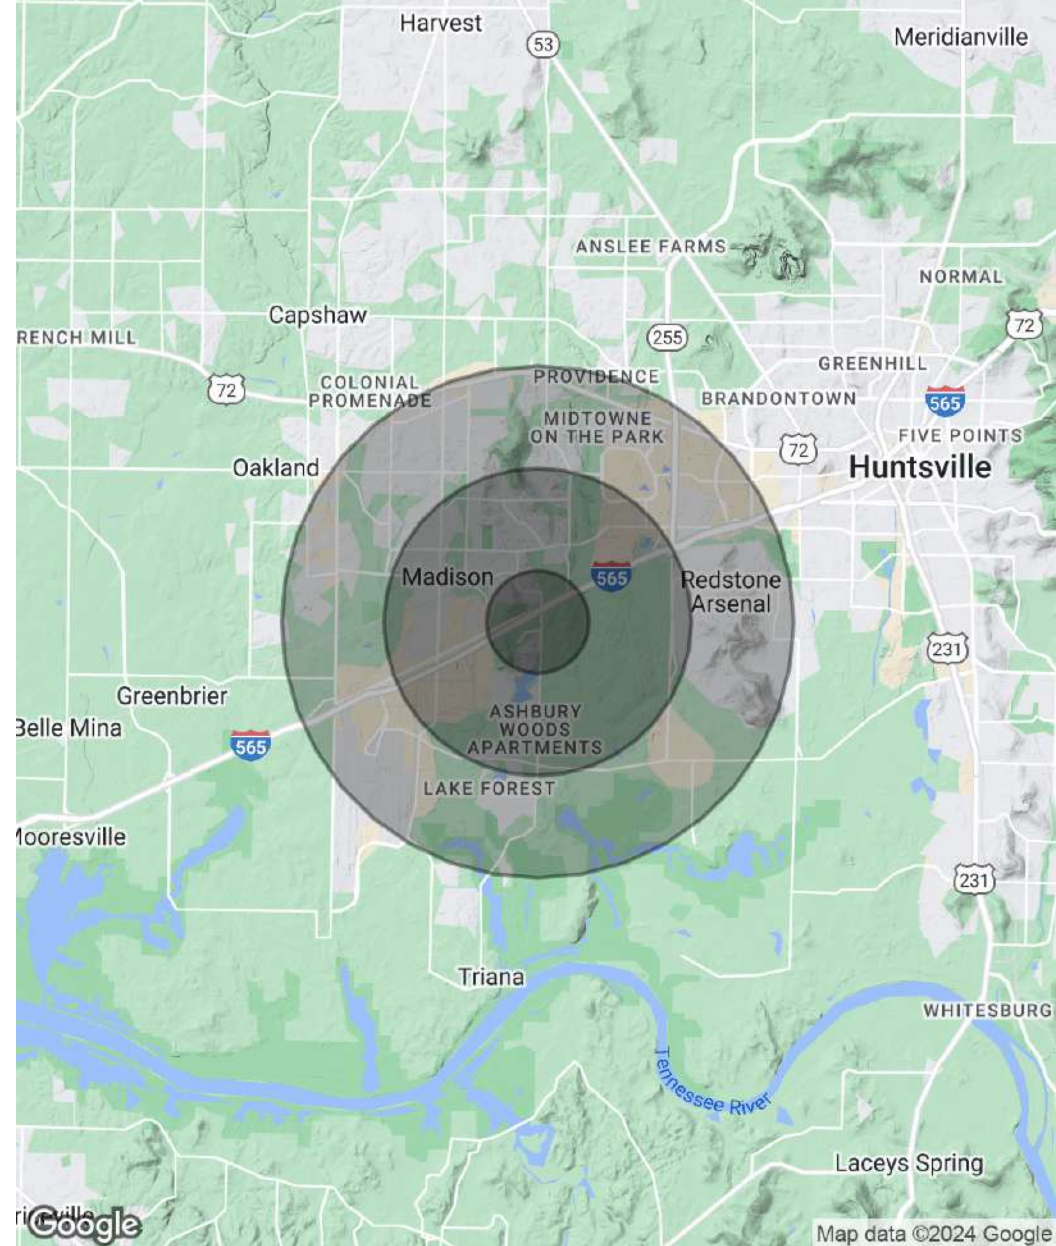 Harvest
53
Meridianville
ANSLEE FARMS
NORMAL
Capshaw
72
255
RENCH MILL
GREENHILL
PROVIDENCE
72
COLONIAL
PROMENADE
BRANDONTOWN
565
MIDTOWNE
ON THE PARK
FIVE POINTS
72
Oakland
Huntsville
Madison
565
Redstone
Arsenal
231
Greenbrier
Belle Mina
ASHBURY
WOODS
APARTMENTS
565
LAKE FOREST
Mooresville
231
Triana
WHITESBURG
Tennessee River
Laceys Spring
Google
Map data ©2024 Google